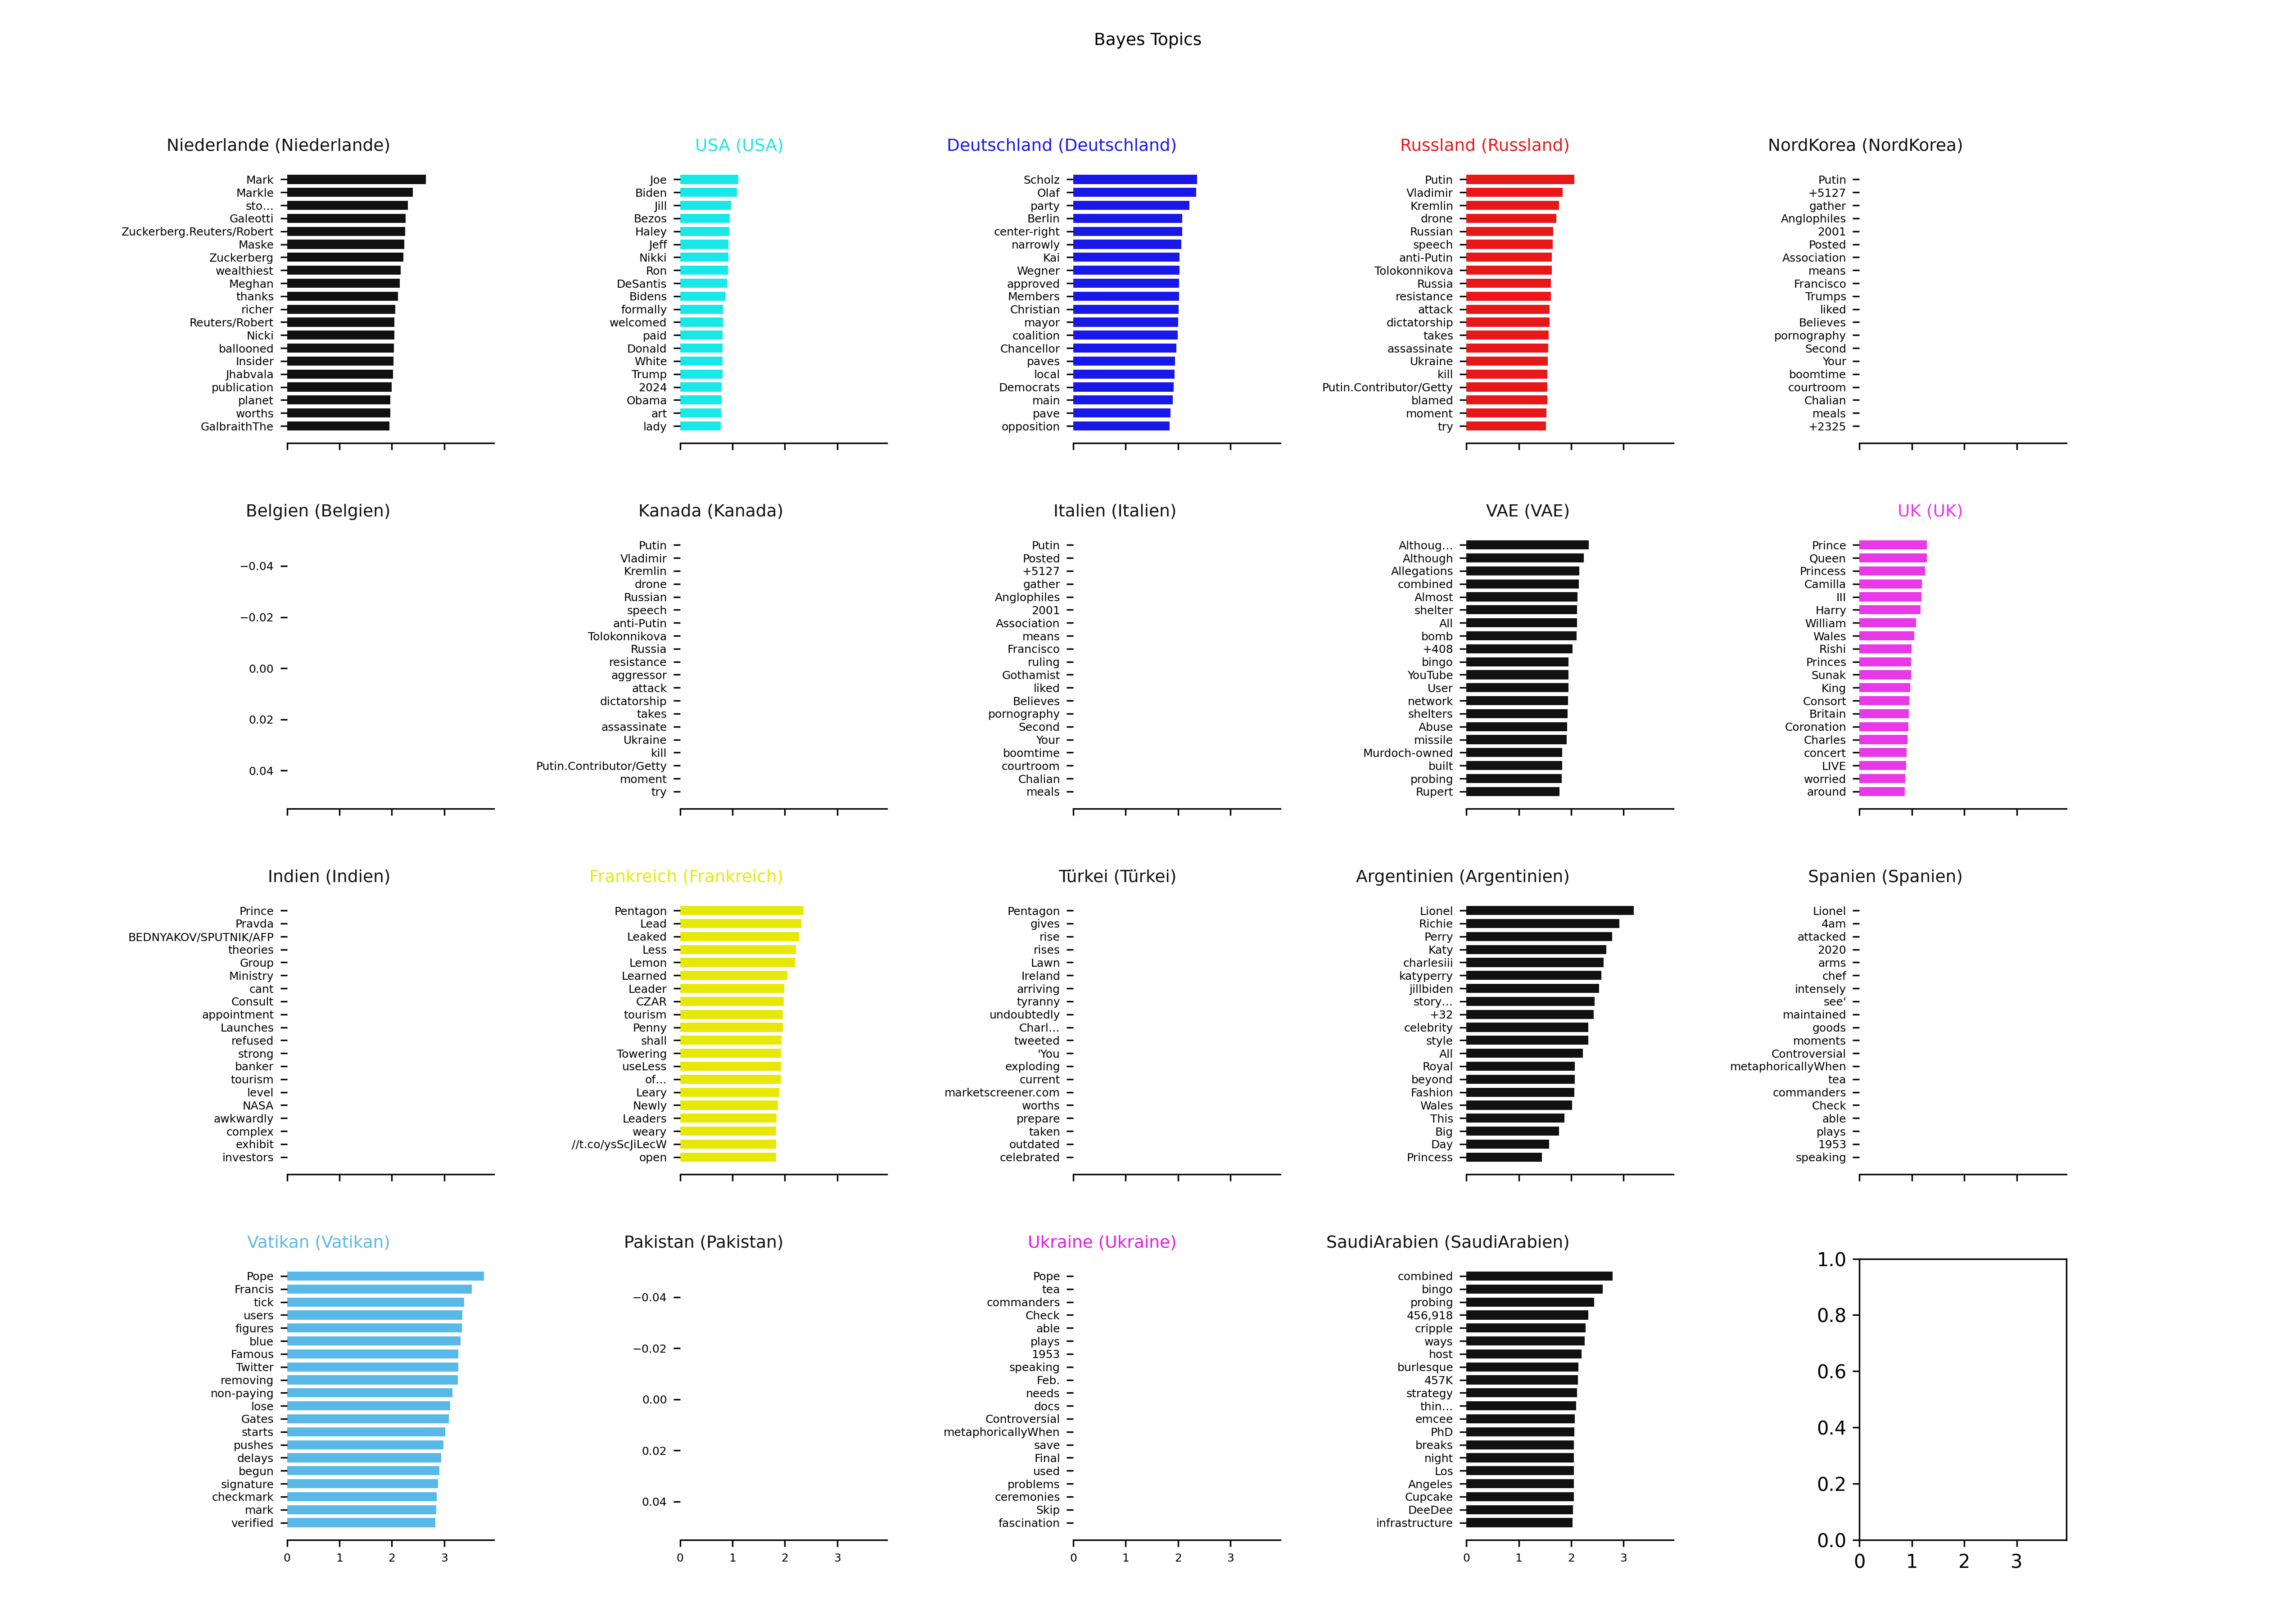 Bayes Topics
Niederlande (Niederlande)
Mark
Markle
sto...
Galeotti
Zuckerberg.Reuters/Robert
Maske
Zuckerberg
wealthiest
Meghan
thanks
richer
Reuters/Robert
Nicki
ballooned
Insider
Jhabvala
publication
planet
worths
GalbraithThe
USA (USA)
Joe
Biden
Jill
Bezos
Haley
Jeff
Nikki
Ron
DeSantis
Bidens
formally
welcomed
paid
Donald
White
Trump
2024
Obama
art
lady
Deutschland (Deutschland)
Scholz
Olaf
party
Berlin
center-right
narrowly
Kai
Wegner
approved
Members
Christian
mayor
coalition
Chancellor
paves
local
Democrats
main
pave
opposition
Russland (Russland)
Putin
Vladimir
Kremlin
drone
Russian
speech
anti-Putin
Tolokonnikova
Russia
resistance
attack
dictatorship
takes
assassinate
Ukraine
kill
Putin.Contributor/Getty
blamed
moment
try
NordKorea (NordKorea)
Putin
+5127
gather
Anglophiles
2001
Posted
Association
means
Francisco
Trumps
liked
Believes
pornography
Second
Your
boomtime
courtroom
Chalian
meals
+2325
Belgien (Belgien)
−0.04
−0.02
0.00
0.02
0.04
Kanada (Kanada)
Putin
Vladimir
Kremlin
drone
Russian
speech
anti-Putin
Tolokonnikova
Russia
resistance
aggressor
attack
dictatorship
takes
assassinate
Ukraine
kill
Putin.Contributor/Getty
moment
try
Italien (Italien)
Putin
Posted
+5127
gather
Anglophiles
2001
Association
means
Francisco
ruling
Gothamist
liked
Believes
pornography
Second
Your
boomtime
courtroom
Chalian
meals
VAE (VAE)
Althoug...
Although
Allegations
combined
Almost
shelter
All
bomb
+408
bingo
YouTube
User
network
shelters
Abuse
missile
Murdoch-owned
built
probing
Rupert
UK (UK)
Prince
Queen
Princess
Camilla
III
Harry
William
Wales
Rishi
Princes
Sunak
King
Consort
Britain
Coronation
Charles
concert
LIVE
worried
around
Indien (Indien)
Prince
Pravda
BEDNYAKOV/SPUTNIK/AFP
theories
Group
Ministry
cant
Consult
appointment
Launches
refused
strong
banker
tourism
level
NASA
awkwardly
complex
exhibit
investors
Frankreich (Frankreich)
Pentagon
Lead
Leaked
Less
Lemon
Learned
Leader
CZAR
tourism
Penny
shall
Towering
useLess
of...
Leary
Newly
Leaders
weary
//t.co/ysScJiLecW
open
Türkei (Türkei)
Pentagon
gives
rise
rises
Lawn
Ireland
arriving
tyranny
undoubtedly
Charl...
tweeted
'You
exploding
current
marketscreener.com
worths
prepare
taken
outdated
celebrated
Argentinien (Argentinien)
Lionel
Richie
Perry
Katy
charlesiii
katyperry
jillbiden
story...
+32
celebrity
style
All
Royal
beyond
Fashion
Wales
This
Big
Day
Princess
Spanien (Spanien)
Lionel
4am
attacked
2020
arms
chef
intensely
see'
maintained
goods
moments
Controversial
metaphoricallyWhen
tea
commanders
Check
able
plays
1953
speaking
Vatikan (Vatikan)
Pope
Francis
tick
users
figures
blue
Famous
Twitter
removing
non-paying
lose
Gates
starts
pushes
delays
begun
signature
checkmark
mark
verified
0 1 2 3
Pakistan (Pakistan)
−0.04
−0.02
0.00
0.02
0.04
0 1 2 3
Ukraine (Ukraine)
Pope
tea
commanders
Check
able
plays
1953
speaking
Feb.
needs
docs
Controversial
metaphoricallyWhen
save
Final
used
problems
ceremonies
Skip
fascination
0 1 2 3
SaudiArabien (SaudiArabien)
combined
bingo
probing
456,918
cripple
ways
host
burlesque
457K
strategy
thin...
emcee
PhD
breaks
night
Los
Angeles
Cupcake
DeeDee
infrastructure
0 1 2 3
1.0
0.8
0.6
0.4
0.2
0.0
0 1 2 3